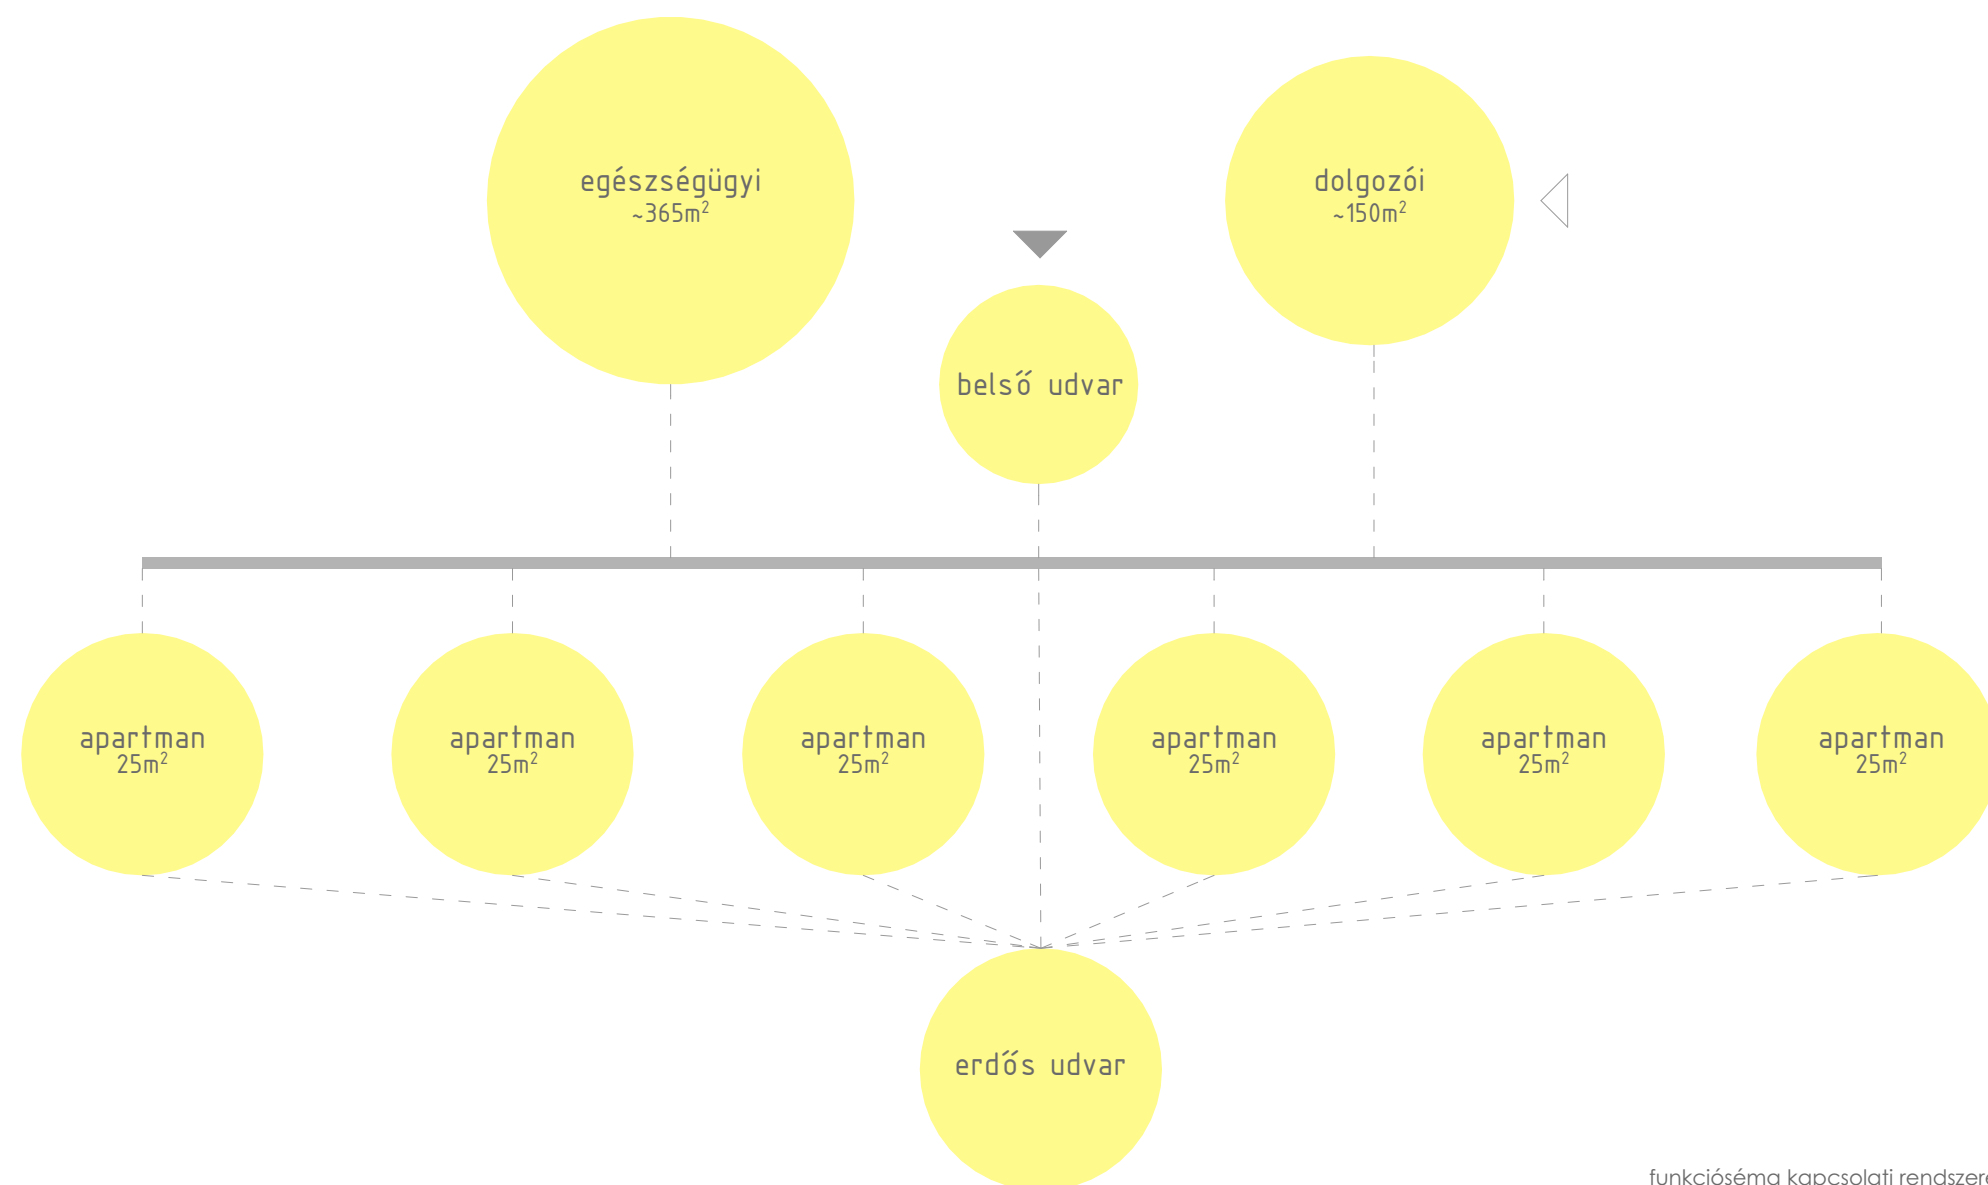 egészségügyi
~365m²
dolgozói
~150m²
belső udvar
apartman
25m²
apartman
25m²
apartman
25m²
apartman
25m²
apartman
25m²
apartman
25m²
erdős udvar
funkcióséma kapcsolati rendszere